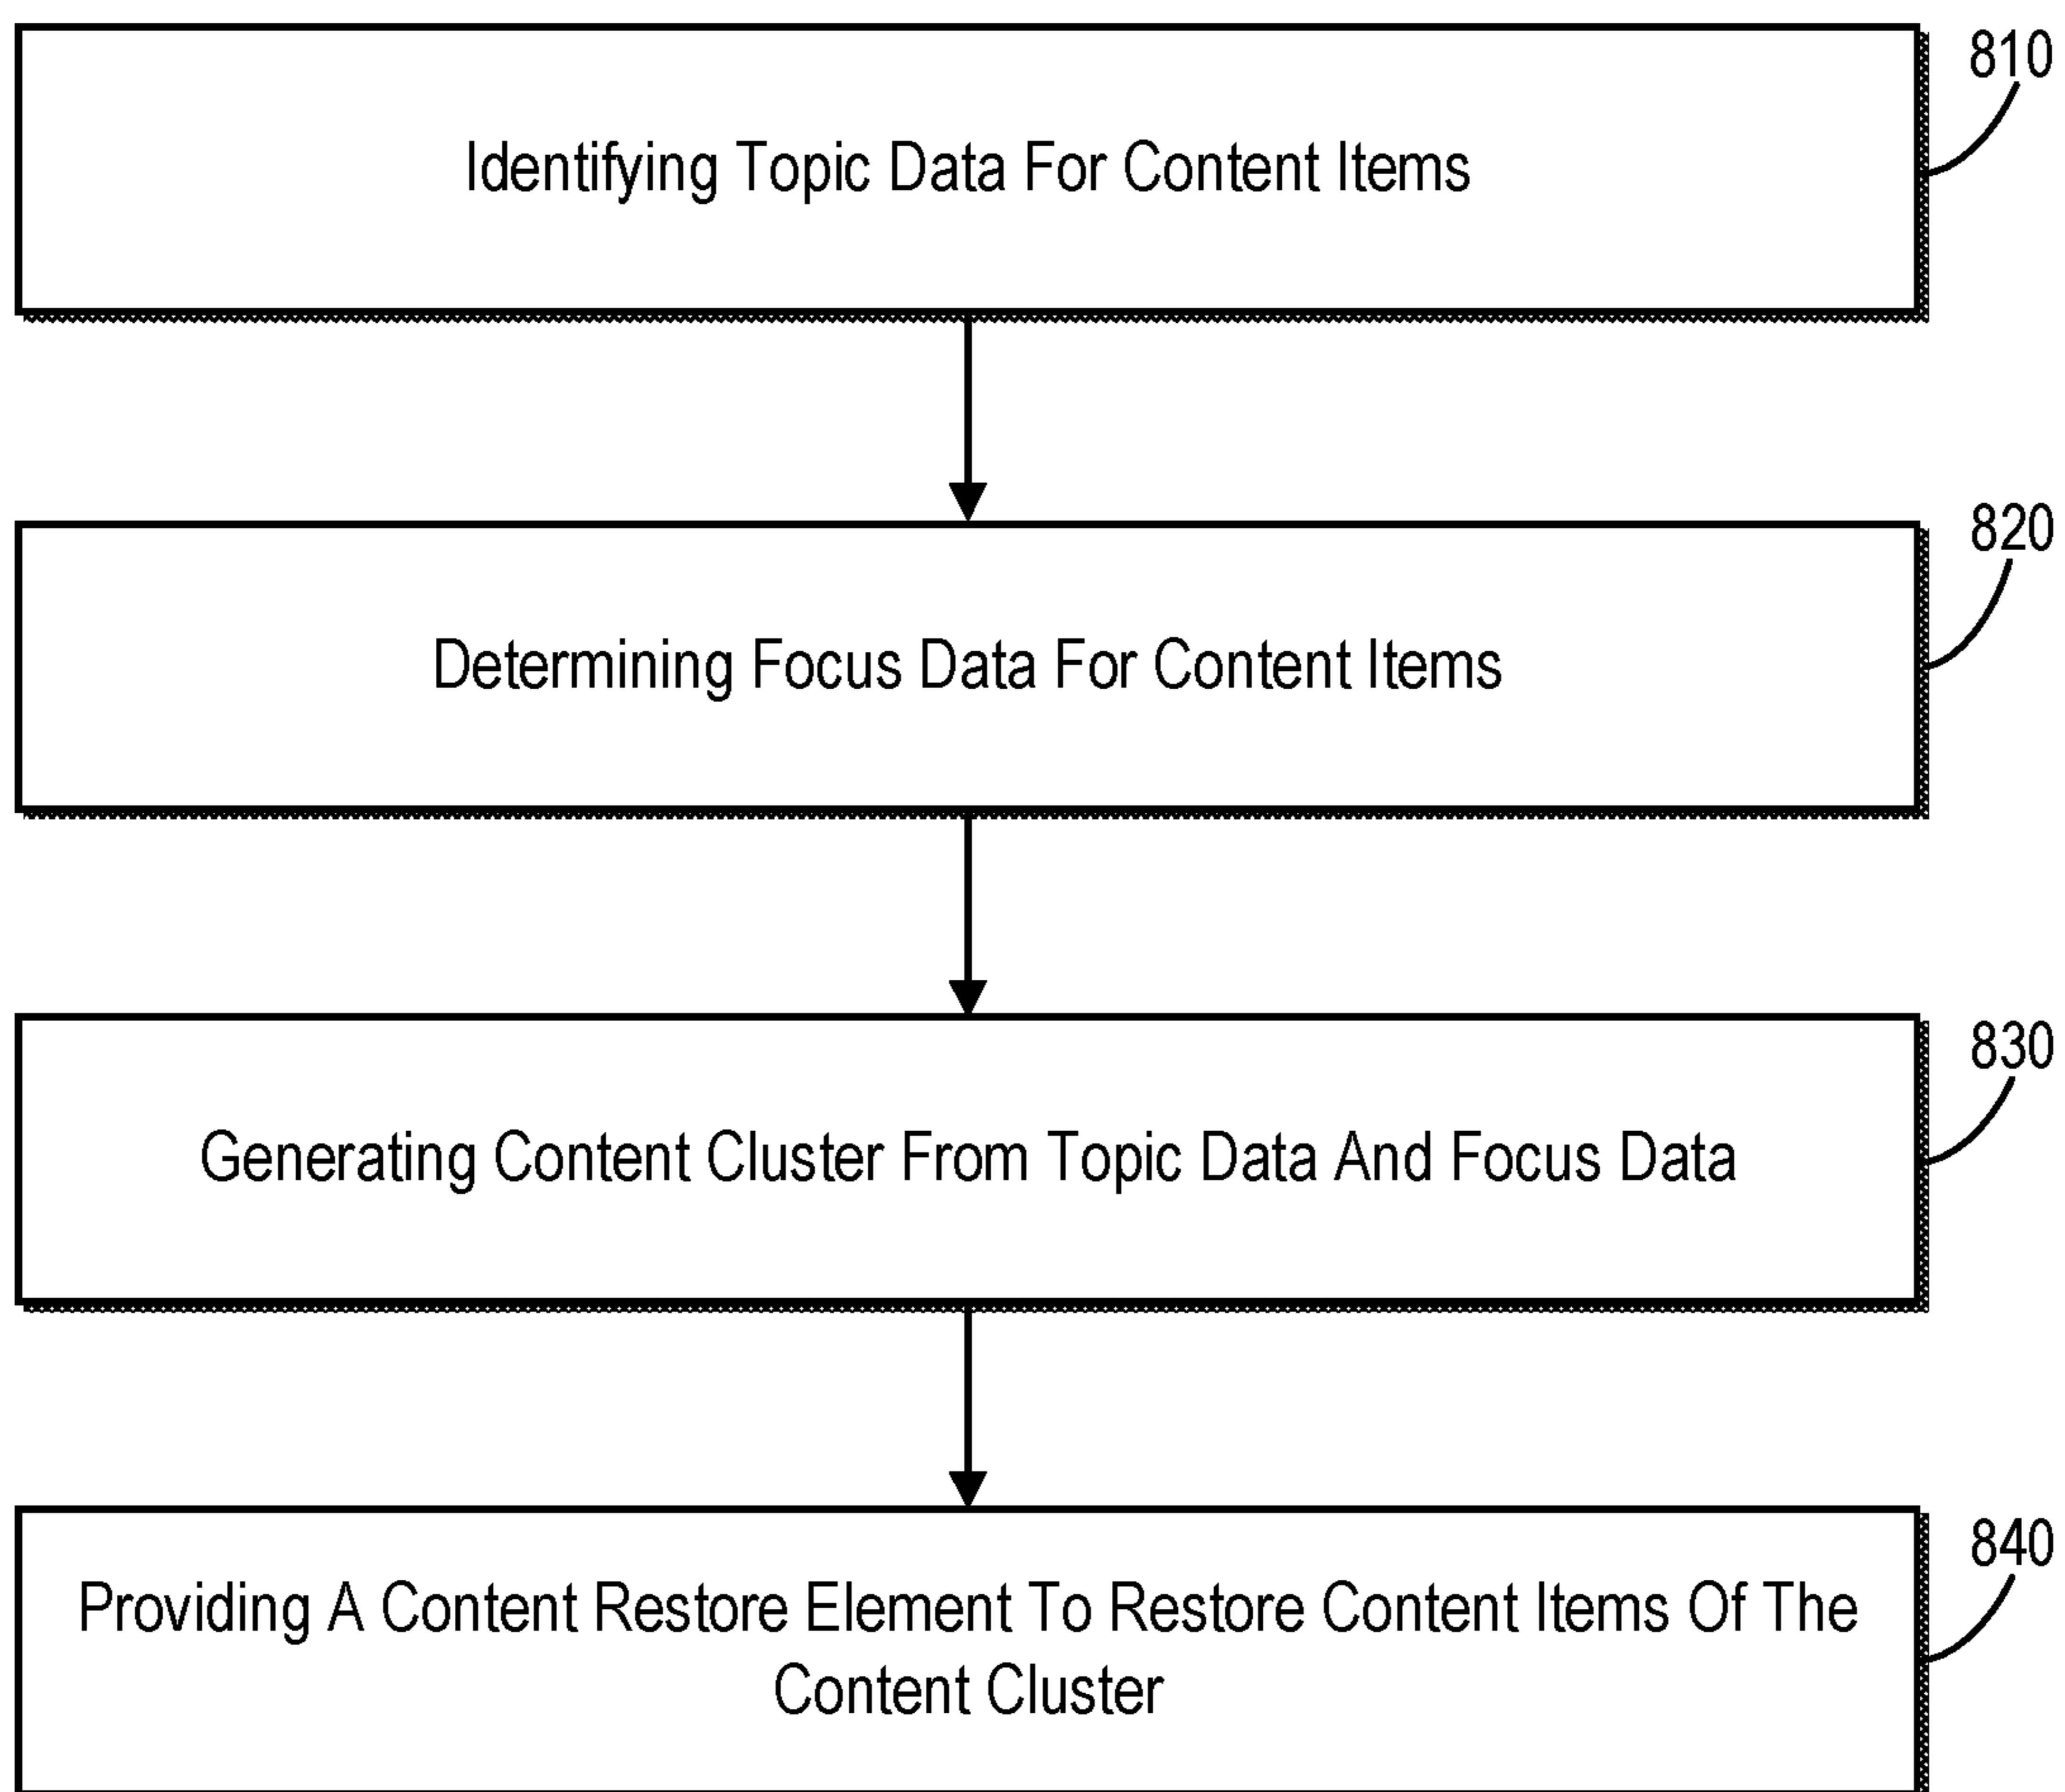 810
Identifying Topic Data For Content Items
820
Determining Focus Data For Content Items
830
Generating Content Cluster From Topic Data And Focus Data
840
Providing A Content Restore Element To Restore Content Items Of The
Content Cluster